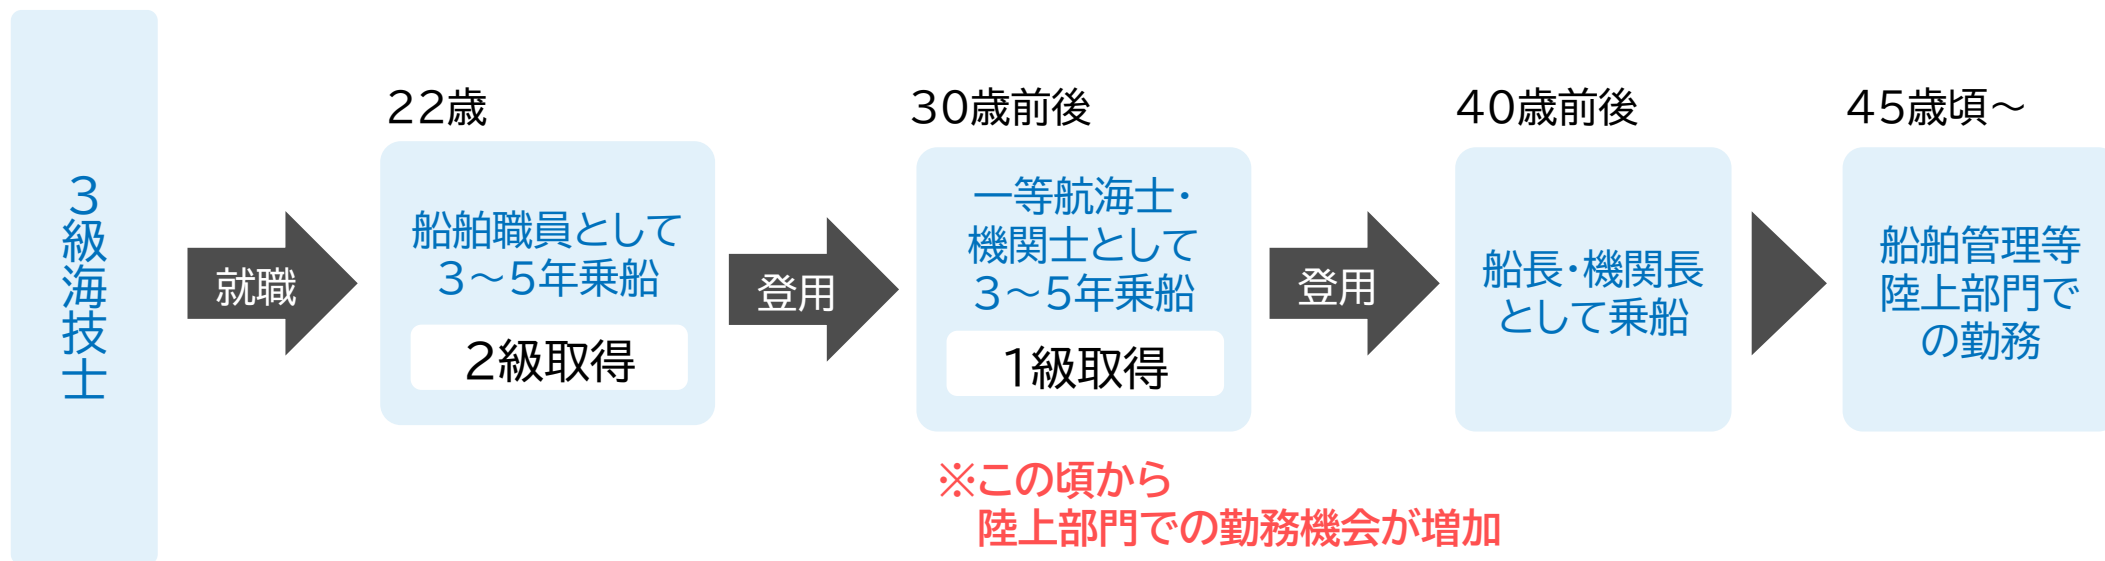 3級海技士
就職
22歳
船舶職員として
3～5年乗船
2級取得
登用
30歳前後
一等航海士・
機関士として
3～5年乗船
1級取得
※この頃から
陸上部門での勤務機会が増加
登用
40歳前後
船長・機関長
として乗船
45歳頃～
船舶管理等
陸上部門で
の勤務